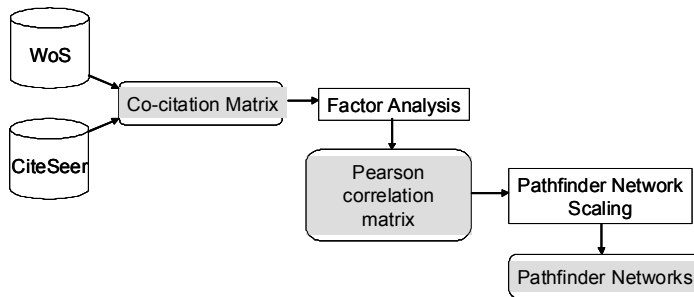 WoS
Co-citation Matrix
Factor Analysis
CiteSeer
Pearson
correlation
matrix
Pathfinder Network
Scaling
Pathfinder Networks